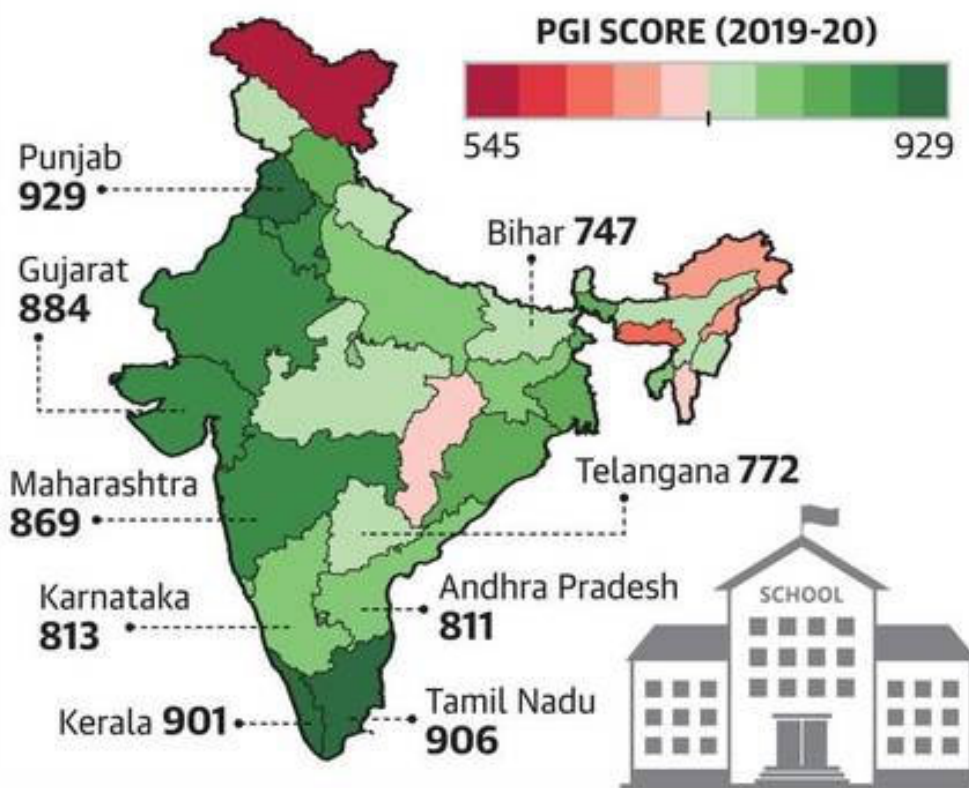 PGI SCORE (2019-20)
545 929
Punjab
929
Bihar 747
Gujarat
884
Telangana 772
Maharashtra
869
Andhra Pradesh
811
Karnataka
813
SCHOOL
Tamil Nadu
906
Kerala 901